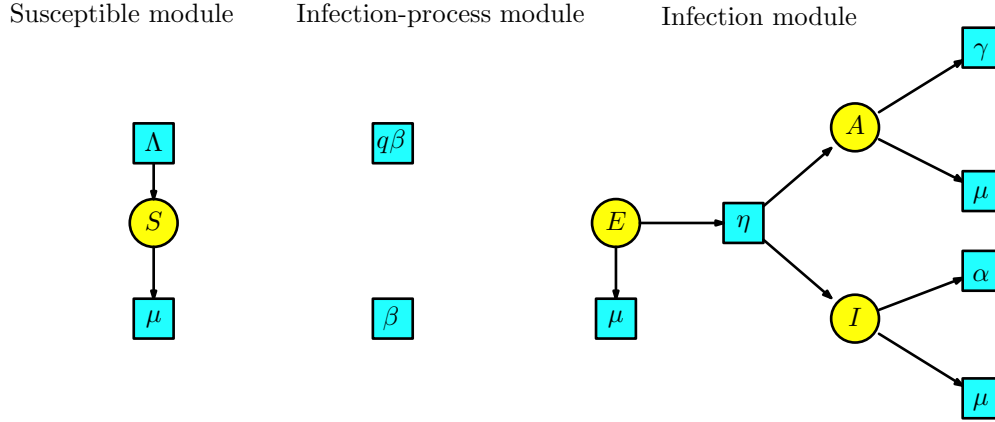 Susceptible module
Infection-process module
Infection module
Λ
S
μ
qβ
β
E
μ
η
A
γ
μ
I
α
μ